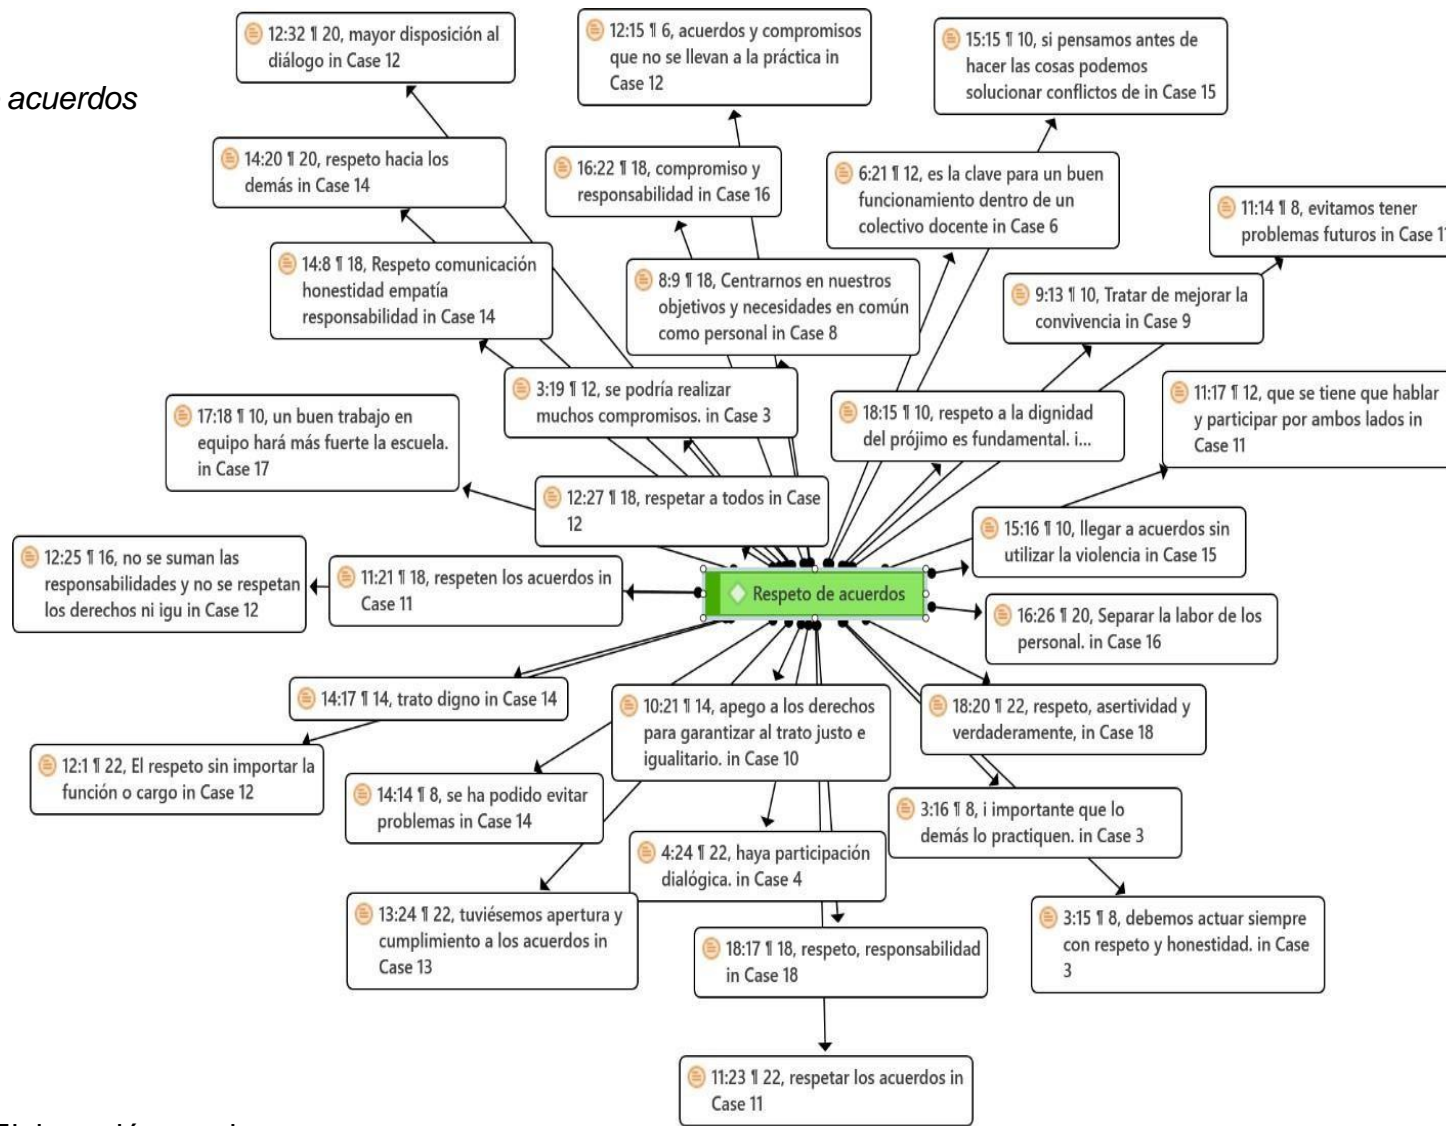 acuerdos
12:32 ¶ 20, mayor disposición al
diálogo in Case 12
12:15 ¶ 6, acuerdos y compromisos
que no se llevan a la práctica in
Case 12
15:15 ¶ 10, si pensamos antes de
hacer las cosas podemos
solucionar conflictos de in Case 15
14:20 ¶ 20, respeto hacia los
demás in Case 14
16:22 ¶ 18, compromiso y
responsabilidad in Case 16
6:21 ¶ 12, es la clave para un buen
funcionamiento dentro de un
colectivo docente in Case 6
11:14 ¶ 8, evitamos tener
problemas futuros in Case
14:8 ¶ 18, Respeto comunicación
honestidad empatía
responsabilidad in Case 14
8:9 ¶ 18, Centrarnos en nuestros
objetivos y necesidades en común
como personal in Case 8
9:13 ¶ 10, Tratar de mejorar la
convivencia in Case 9
3:19 ¶ 12, se podría realizar
muchos compromisos. in Case 3
18:15 ¶ 10, respeto a la dignidad
del prójimo es fundamental. i...
11:17 ¶ 12, que se tiene que hablar
y participar por ambos lados in
Case 11
17:18 ¶ 10, un buen trabajo en
equipo hará más fuerte la escuela.
in Case 17
12:27 ¶ 18, respetar a todos in Case
12
15:16 ¶ 10, llegar a acuerdos sin
utilizar la violencia in Case 15
12:25 ¶ 16, no se suman las
responsabilidades y no se respetan
los derechos ni igu in Case 12
11:21 ¶ 18, respeten los acuerdos in
Case 11
Respeto de acuerdos
16:26 ¶ 20, Separar la labor de los
personal. in Case 16
14:17 ¶ 14, trato digno in Case 14
10:21 ¶ 14, apego a los derechos
para garantizar al trato justo e
igualitario. in Case 10
18:20 ¶ 22, respeto, asertividad y
verdaderamente, in Case 18
12:1 ¶ 22, El respeto sin importar la
función o cargo in Case 12
14:14 ¶ 8, se ha podido evitar
problemas in Case 14
3:16 ¶ 8, i importante que lo
demás lo practiquen. in Case 3
4:24 ¶ 22, haya participación
dialógica. in Case 4
13:24 ¶ 22, tuviésemos apertura y
cumplimiento a los acuerdos in
Case 13
18:17 ¶ 18, respeto, responsabilidad
in Case 18
3:15 ¶ 8, debemos actuar siempre
con respeto y honestidad. in Case
3
11:23 ¶ 22, respetar los acuerdos in
Case 11